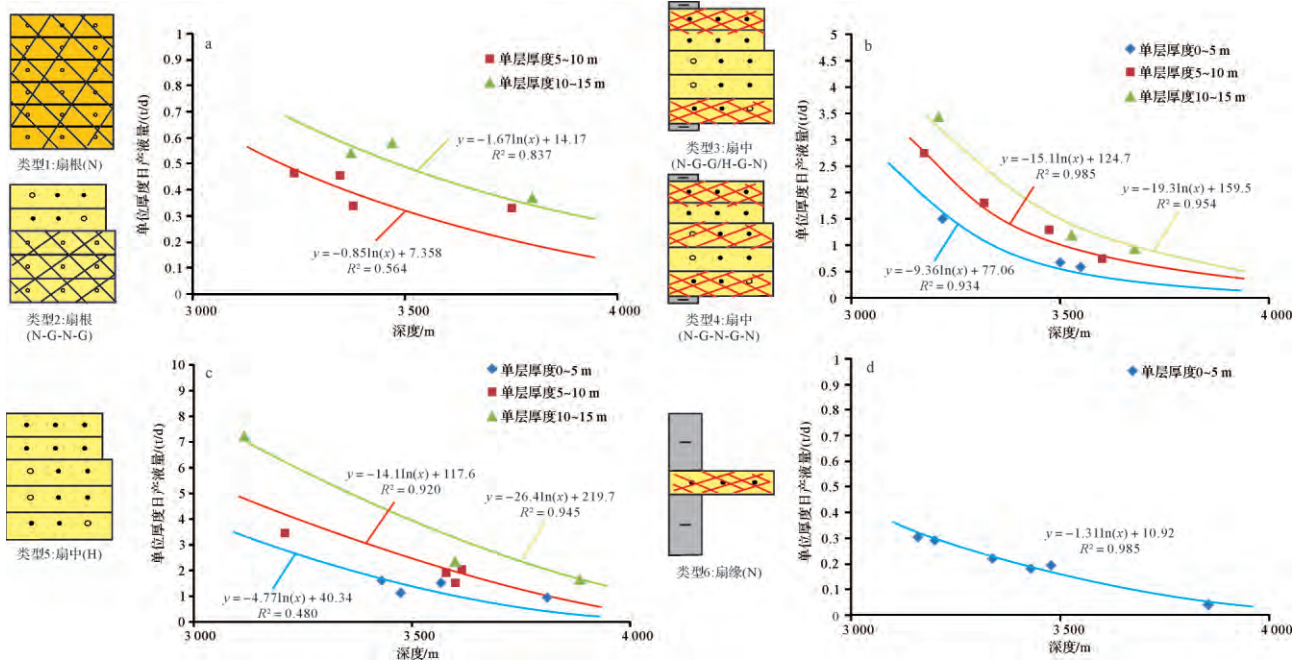 类型1:扇根(N)
类型2:扇根
(N-G-N-G)
a
单位厚度日产液量/(t/d)
1
0.9
0.8
0.7
0.6
0.5
0.4
0.3
0.2
0.1
0
单层厚度5~10 m
单层厚度10~15 m
y=-1.67ln(x)+14.17
R²=0.837
y=-0.85ln(x)+7.358
R²=0.564
3 000
3 500
4 000
深度/m
类型3:扇中
(N-G-G/H-G-N)
类型4:扇中
(N-G-N-G-N)
b
单位厚度日产液量/(t/d)
5
4.5
4
3.5
3
2.5
2
1.5
1
0.5
0
单层厚度0~5 m
单层厚度5~10 m
单层厚度10~15 m
y=-15.1ln(x)+124.7
R²=0.985
y=-19.3ln(x)+159.5
R²=0.954
y=-9.36ln(x)+77.06
R²=0.934
3 000
3 500
4 000
深度/m
类型5:扇中(H)
c
单位厚度日产液量/(t/d)
10
9
8
7
6
5
4
3
2
1
0
单层厚度0~5 m
单层厚度5~10 m
单层厚度10~15 m
y=-14.1ln(x)+117.6
R²=0.920
y=-26.4ln(x)+219.7
R²=0.945
y=-4.77ln(x)+40.34
R²=0.480
3 000
3 500
4 000
深度/m
类型6:扇缘(N)
d
单位厚度日产液量/(t/d)
1
0.9
0.8
0.7
0.6
0.5
0.4
0.3
0.2
0.1
0
单层厚度0~5 m
y=-1.31ln(x)+10.92
R²=0.985
3 000
3 500
4 000
深度/m